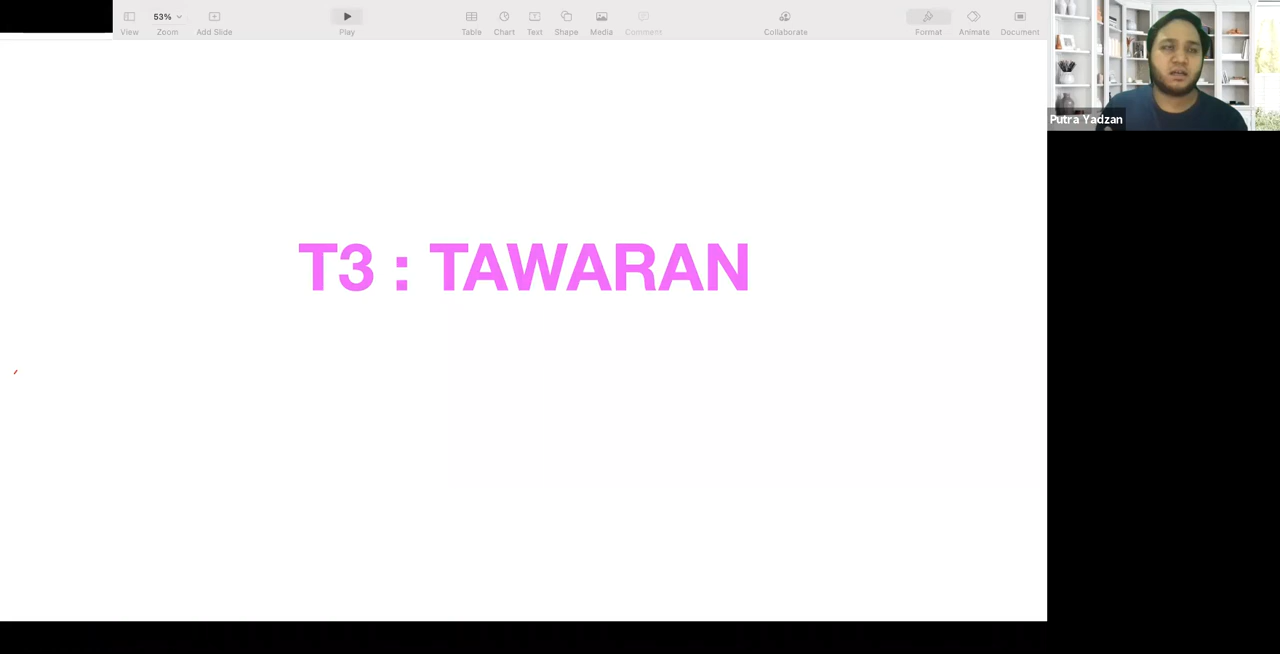 53%
View
Zoom
Add Slide
Play
Table
Chart
Text
Shape
Media
Comment
Collaborate
Format
Animate
Document
Putra Yadzan
T3 : TAWARAN